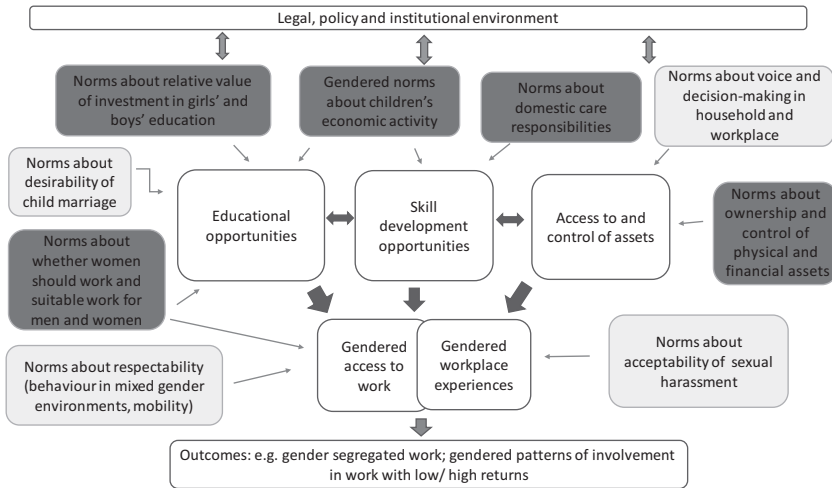 Legal, policy and institutional environment
Norms about relative value
of investment in girls’ and
boys’ education
Gendered norms
about children’s
economic activity
Norms about
domestic care
responsibilities
Norms about voice and
decision-making in
household and
workplace
Norms about
desirability of
child marriage
Educational
opportunities
Skill
development
opportunities
Access to and
control of assets
Norms about
ownership and
control of
physical and
financial assets
Norms about
whether women
should work and
suitable work for
men and women
Norms about respectability
(behaviour in mixed gender
environments, mobility)
Gendered
access to
work
Gendered
workplace
experiences
Norms about
acceptability of sexual
harassment
Outcomes: e.g. gender segregated work; gendered patterns of involvement
in work with low/ high returns